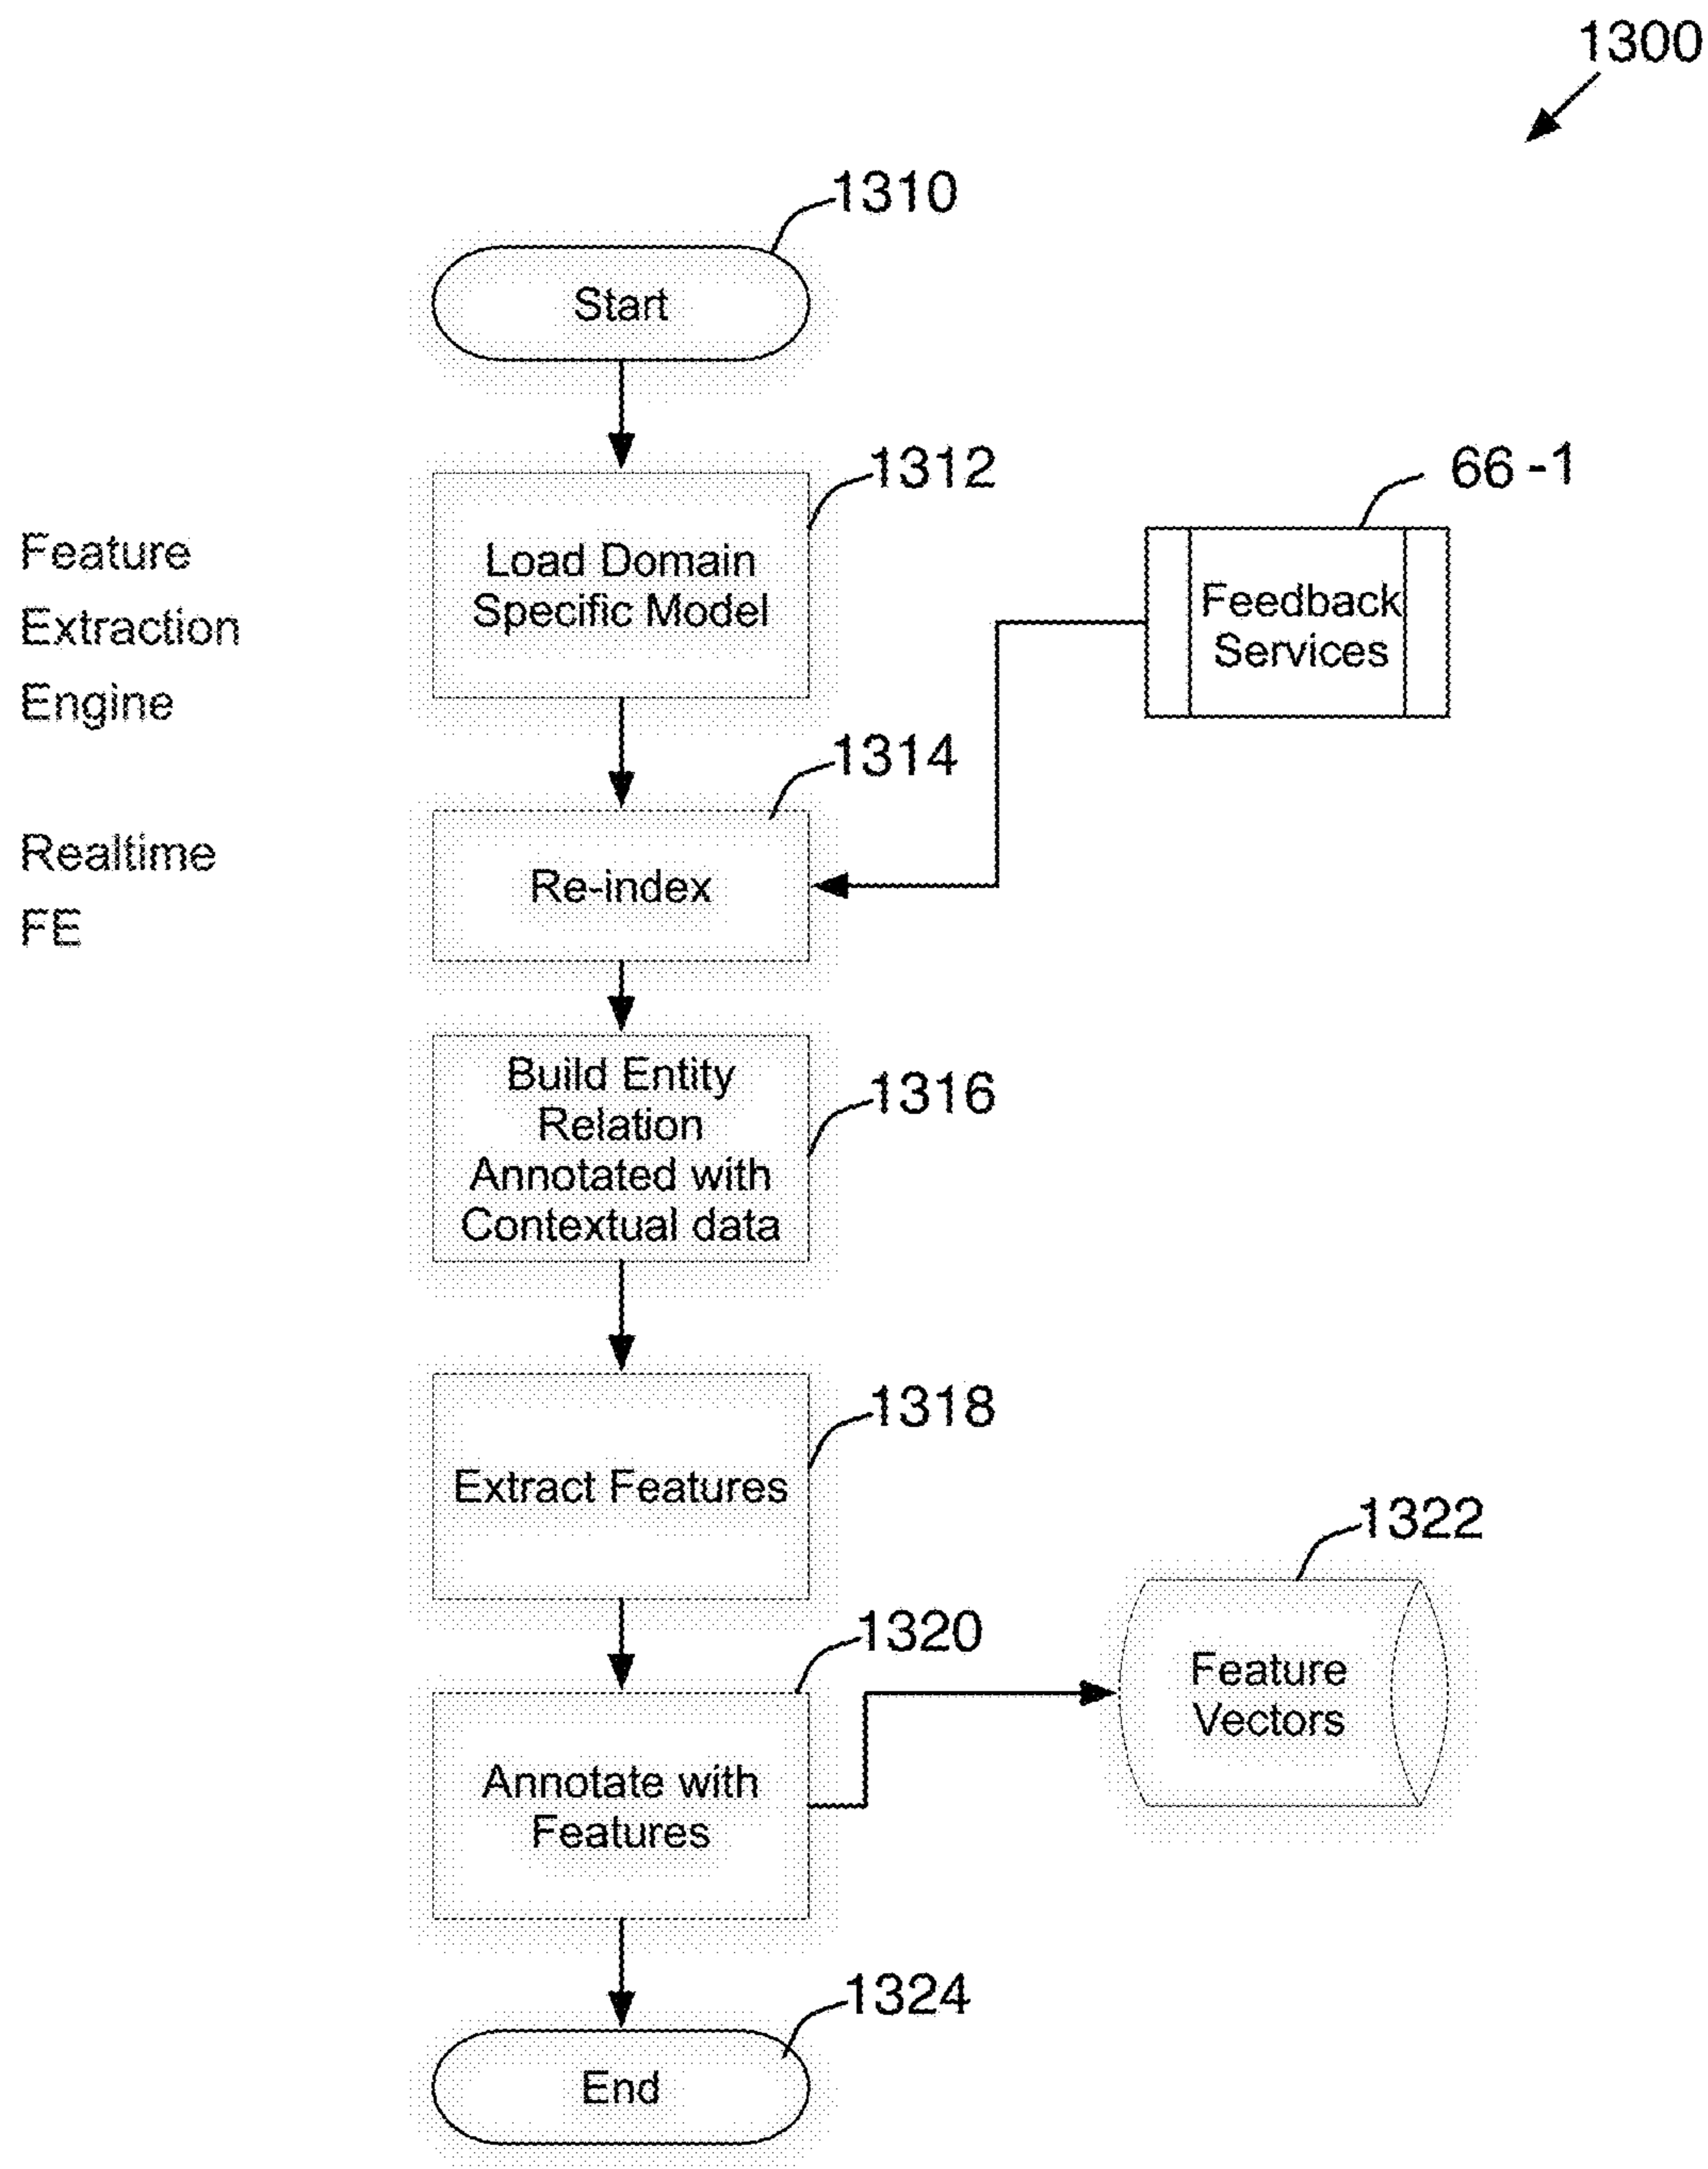 1300
1310
Start
1312
Load Domain
Specific Model
66-1
Feedback
Services
Feature
Extraction
Engine
1314
Re-index
Realtime
FE
1316
Build Entity
Relation
Annotated with
Contextual data
1318
Extract Features
1322
Feature
Vectors
1320
Annotate with
Features
1324
End